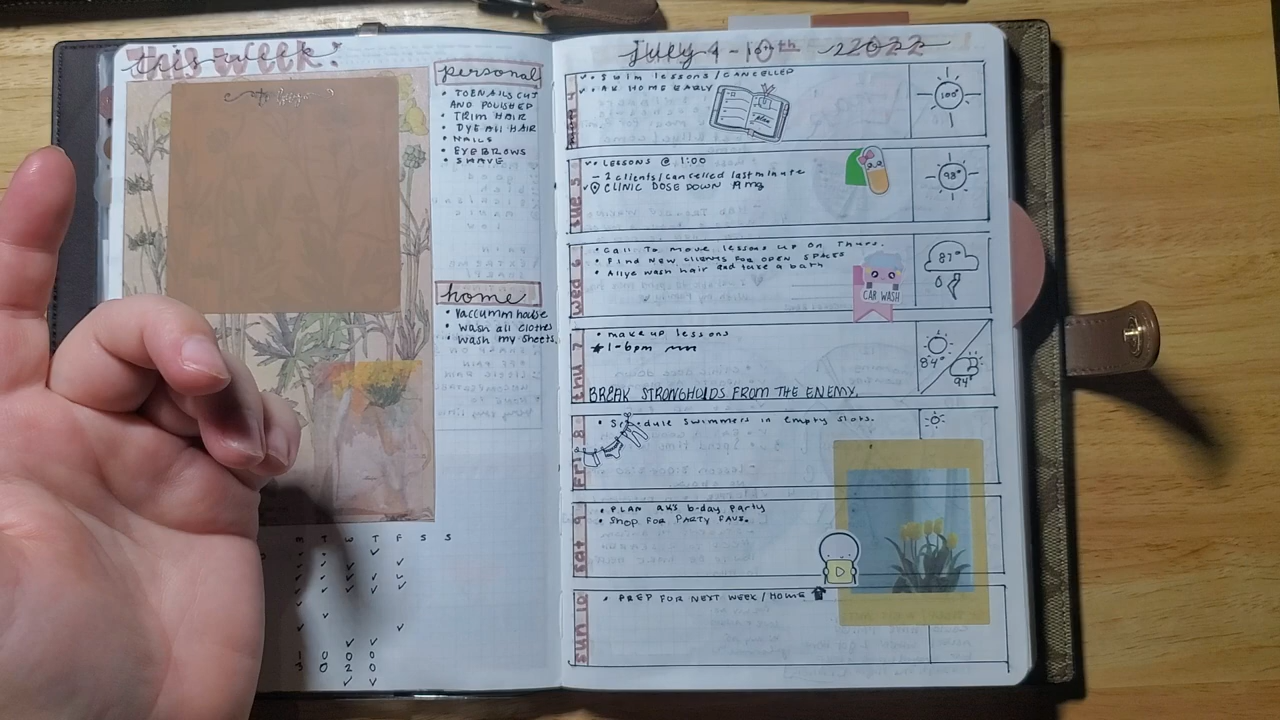 this week:
personal
• TOENAILS CUT
AND POLISHED
• TRIM HAIR
• DYE ALL HAIR
• NAILS
• EYEBROWS
• SHAVE
home
• Vaccumm house
• wash all clothes
• wash my sheets
M T W T F S S
July 4 - 10th 2022
mon 4
✓• Swim lessons/CANCELLED
✓• AK HOME EARLY
plan
100°
tue 5
✓• LESSONS @ 1:00
– 2 clients/cancelled last minute
CLINIC DOSE DOWN
98°
wed 6
• Call To move lessons up On Thurs.
• FIND NEW CLIENTS FOR OPEN SPACES
• wash hair and take a bath
CAR WASH
87°
thu 7
• makeup lessons
1-6pm
BREAK STRONGHOLDS FROM THE ENEMY.
84°
94°
FRI 8
• Schedule Swimmers in empty slots.
sat 9
• PLAN AK's b-day party
• SHOP FOR PARTY FAVS.
sun 10
• PREP FOR NEXT WEEK/HOME